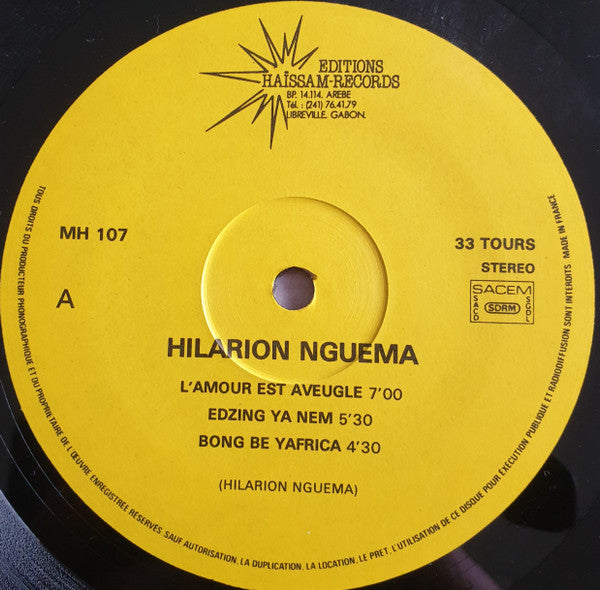 EDITIONS
HAÏSSAM-RECORDS
BP. 14.114, AREBE
Tél. : (241) 76.41.79
LIBREVILLE, GABON.
MH 107
33 TOURS
STEREO
A
SACEM
SACD
SDRM
SGDL
HILARION NGUEMA
L'AMOUR EST AVEUGLE 7'00
EDZING YA NEM 5'30
BONG BE YAFRICA 4'30
(HILARION NGUEMA)
TOUS DROITS DU PRODUCTEUR PHONOGRAPHIQUE ET DU PROPRIETAIRE DE L'ŒUVRE ENREGISTREE RESERVES. SAUF AUTORISATION, LA DUPLICATION, LA LOCATION, LE PRET, L'UTILISATION DE CE DISQUE POUR EXECUTION PUBLIQUE ET RADIODIFFUSION SONT INTERDITS. MADE IN FRANCE